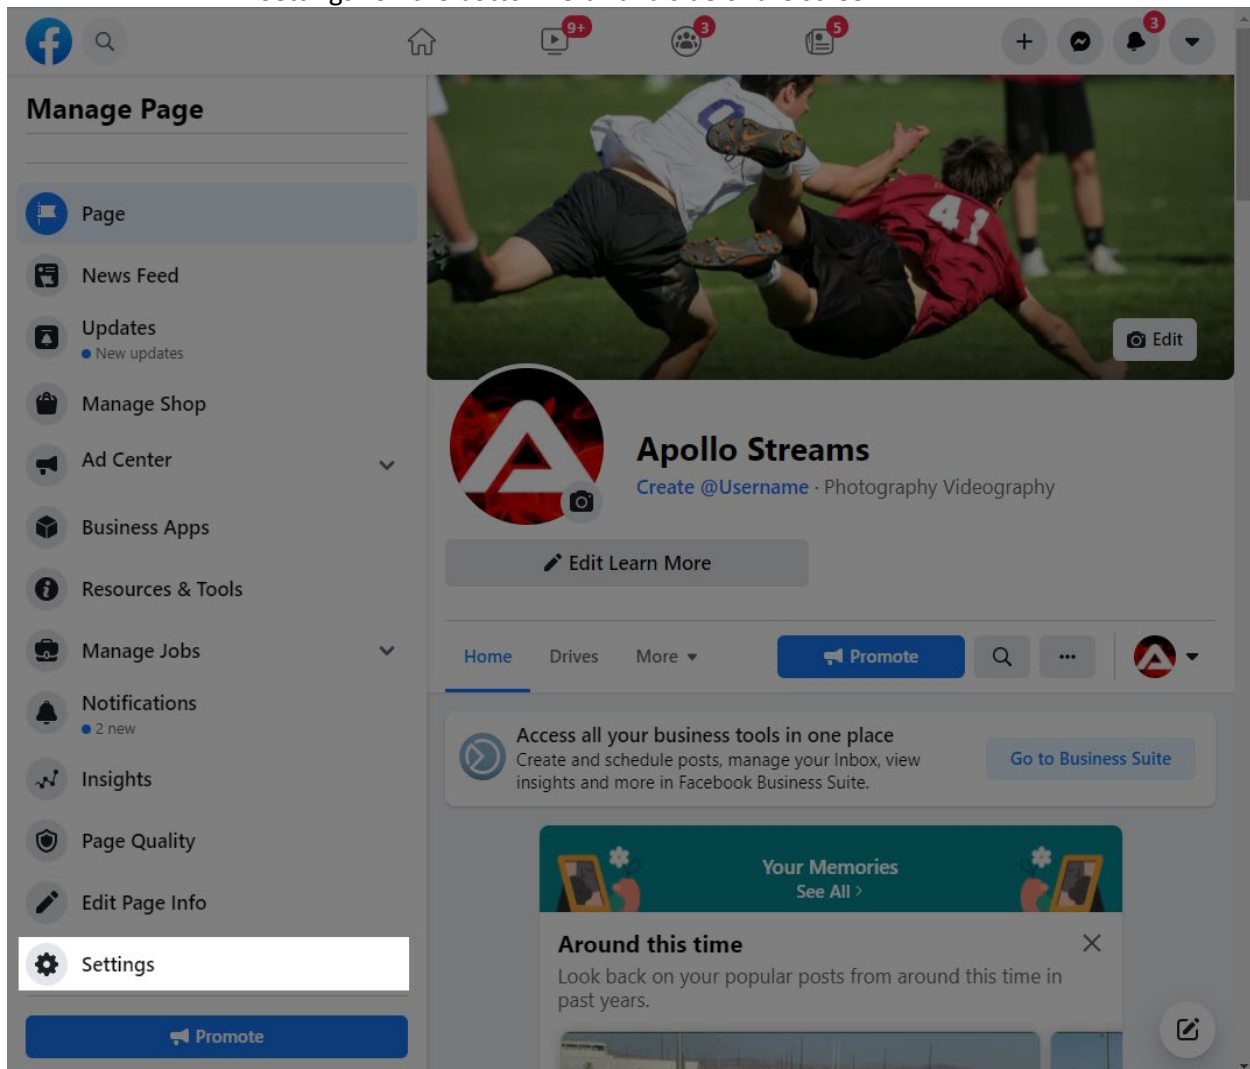 9+
3
5
3
Manage Page
Page
News Feed
Updates
New updates
Manage Shop
Ad Center
Business Apps
Resources & Tools
Manage Jobs
Notifications
2 new
Insights
Page Quality
Edit Page Info
Settings
Promote
41
Edit
Apollo Streams
Create @Username · Photography Videography
Edit Learn More
Home Drives More Promote
Access all your business tools in one place
Create and schedule posts, manage your Inbox, view
insights and more in Facebook Business Suite.
Go to Business Suite
Your Memories
See All
Around this time
Look back on your popular posts from around this time in
past years.